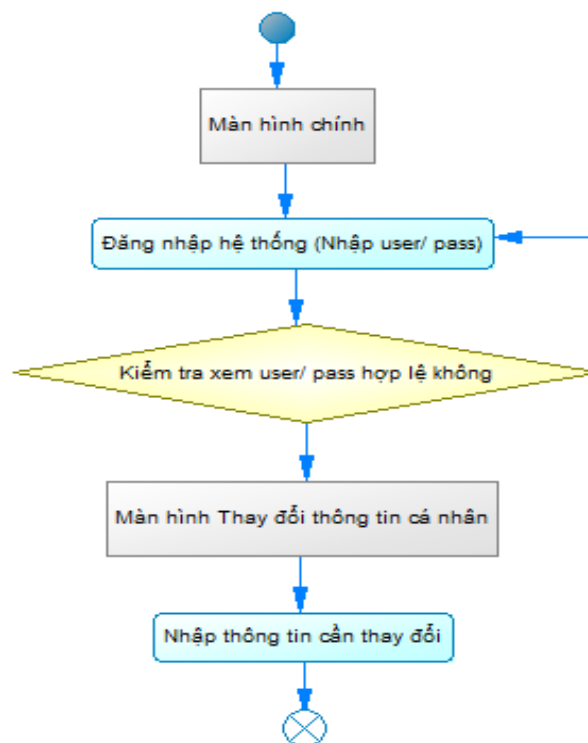 Màn hình chính
Đăng nhập hệ thống (Nhập user/ pass)
Kiểm tra xem user/ pass hợp lệ không
Màn hình Thay đổi thông tin cá nhân
Nhập thông tin cần thay đổi